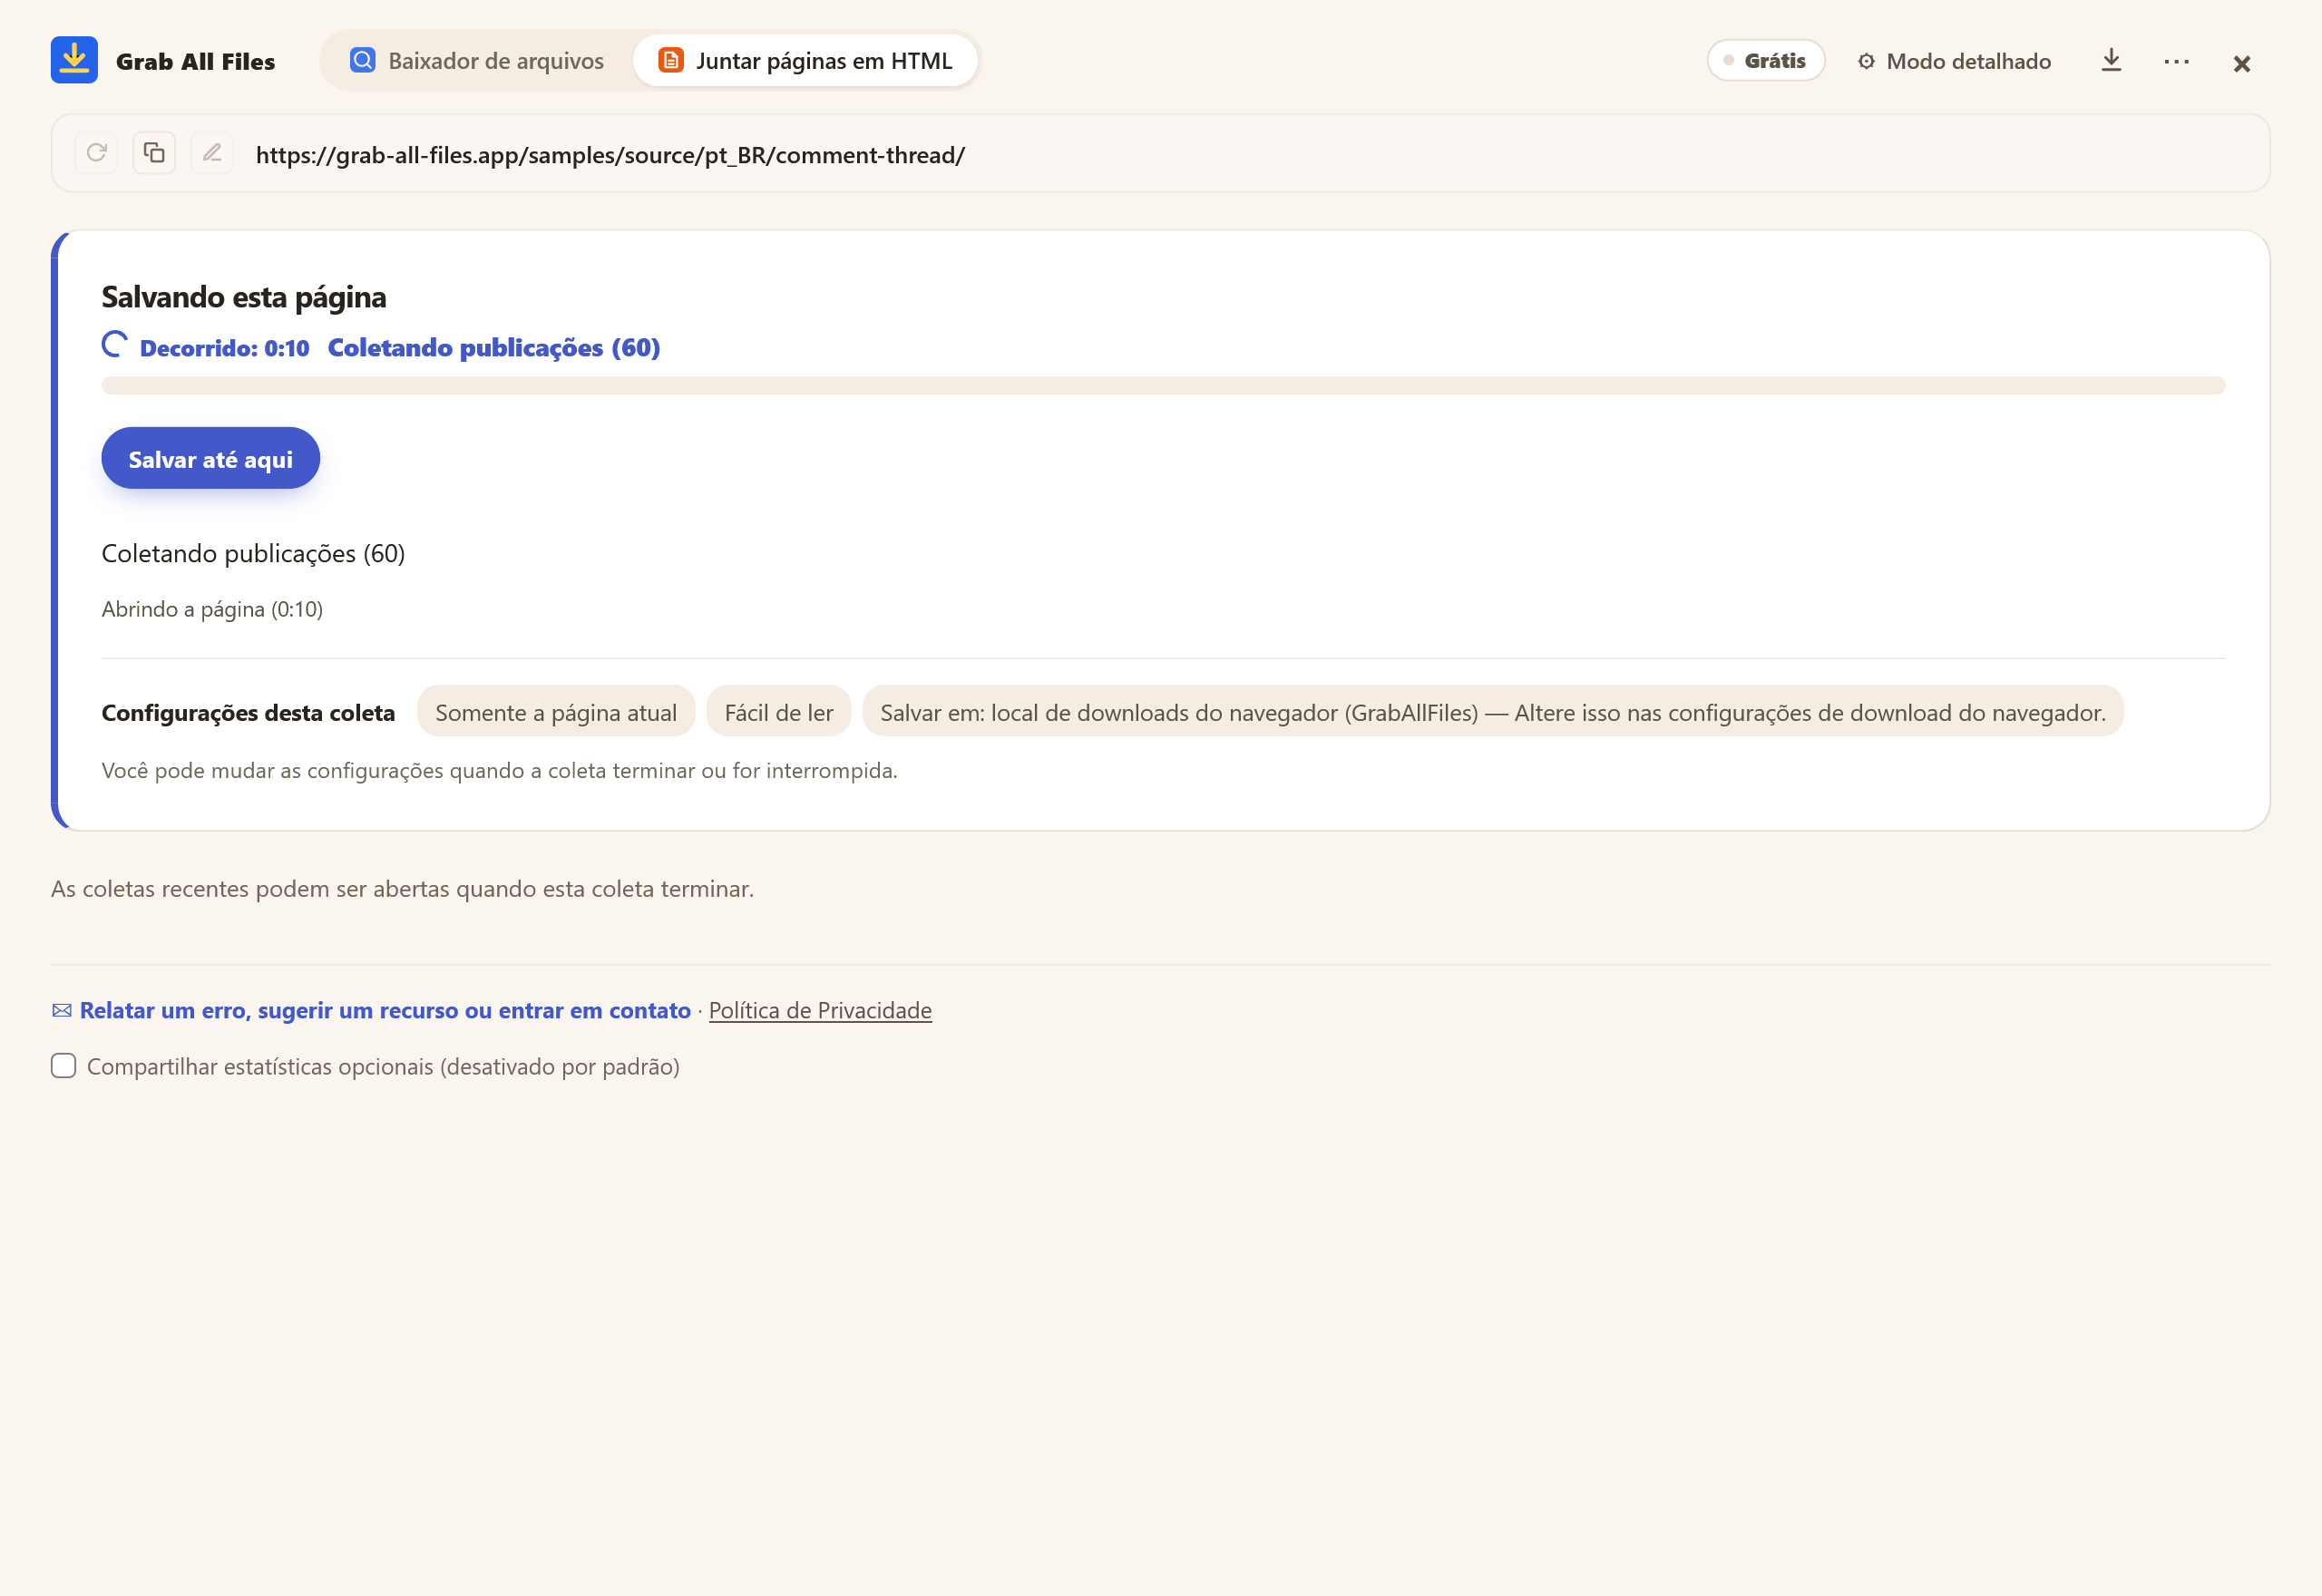 Grab All Files
Baixador de arquivos
Juntar páginas em HTML
Grátis
Modo detalhado
https://grab-all-files.app/samples/source/pt_BR/comment-thread/
Salvando esta página
Decorrido: 0:10 Coletando publicações (60)
Salvar até aqui
Coletando publicações (60)
Abrindo a página (0:10)
Configurações desta coleta Somente a página atual Fácil de ler Salvar em: local de downloads do navegador (GrabAllFiles) — Altere isso nas configurações de download do navegador.
Você pode mudar as configurações quando a coleta terminar ou for interrompida.
As coletas recentes podem ser abertas quando esta coleta terminar.
Relatar um erro, sugerir um recurso ou entrar em contato · Política de Privacidade
Compartilhar estatísticas opcionais (desativado por padrão)